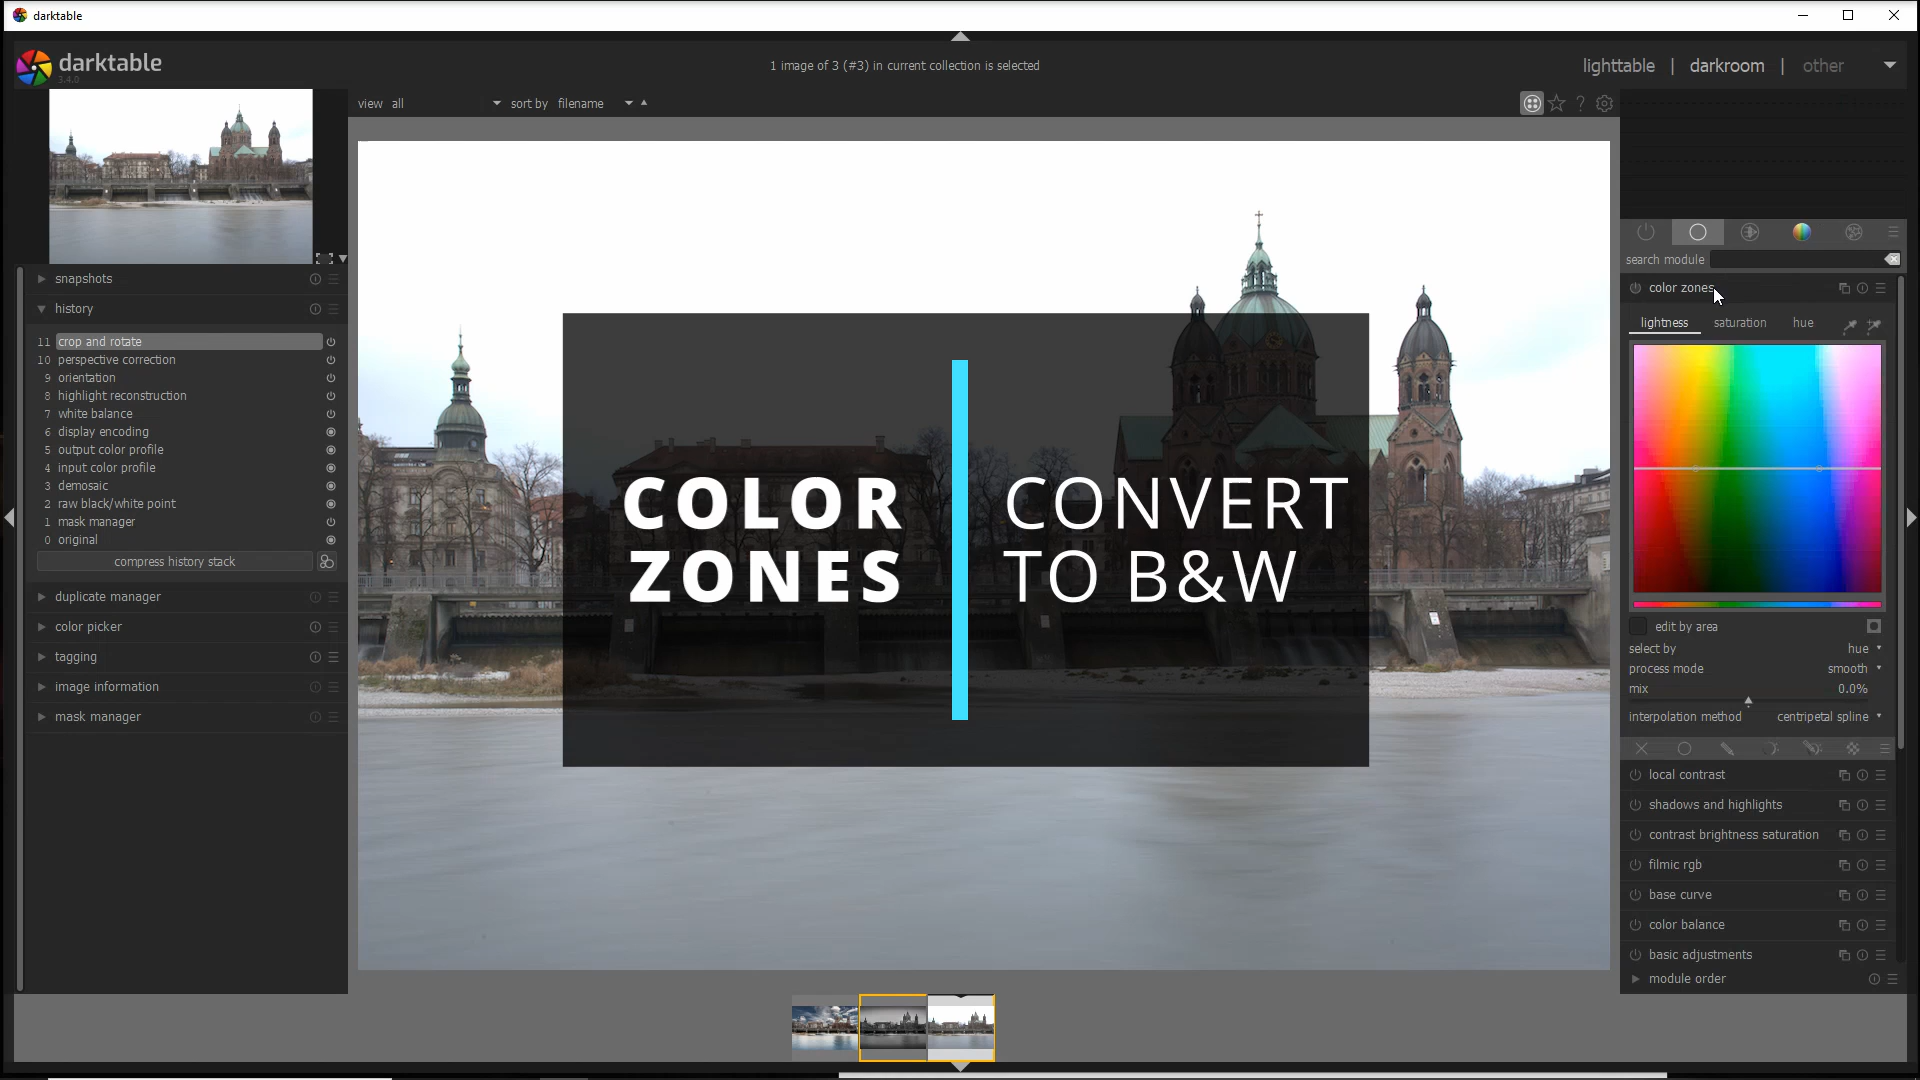 darktable
darktable
3.4.0
1 image of 3 (#3) in current collection is selected
lighttable | darkroom | other
view all
sort by filename
snapshots
history
11 crop and rotate
10 perspective correction
9 orientation
8 highlight reconstruction
7 white balance
6 display encoding
5 output color profile
4 input color profile
3 demosaic
2 raw black/white point
1 mask manager
0 original
compress history stack
duplicate manager
color picker
tagging
image information
mask manager
COLOR
ZONES
CONVERT
TO B&W
search module
color zones
lightness saturation hue
edit by area
select by hue
process mode smooth
mix 0.0%
interpolation method centripetal spline
local contrast
shadows and highlights
contrast brightness saturation
filmic rgb
base curve
color balance
basic adjustments
module order